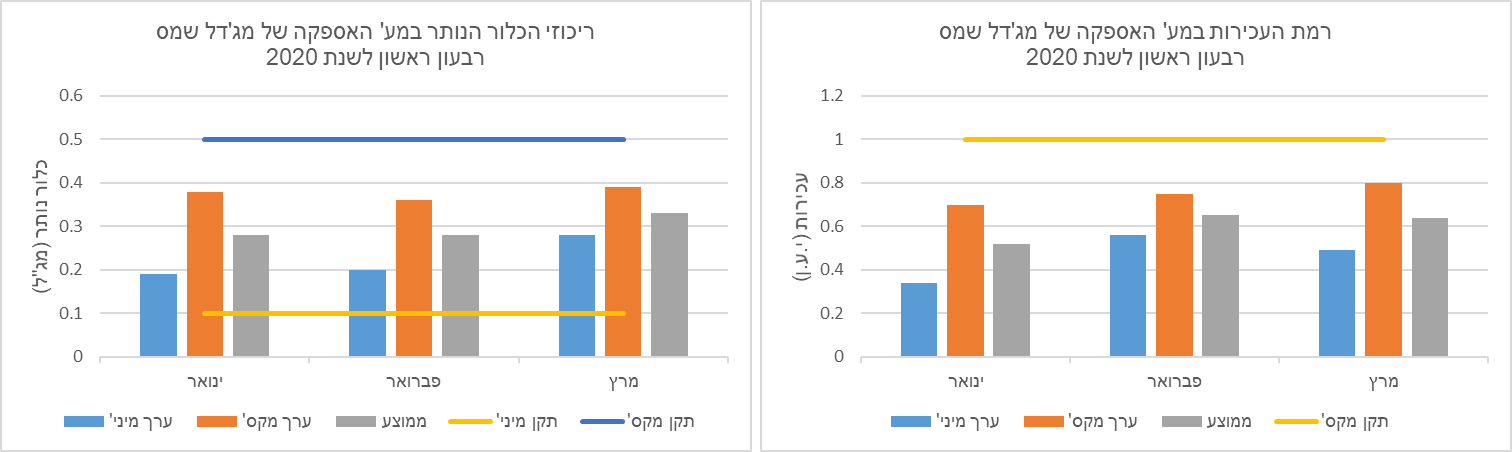 ריכוזי הכלור הנותר במע' האספקה של מג'דל שמס
רבעון ראשון לשנת 2020
0.6
0.5
0.4
0.3
0.2
0.1
0
כלור נותר (מג"ל)
ינואר
פברואר
מרץ
ערך מיני'
ערך מקס'
ממוצע
תקן מיני'
תקן מקס'
רמת העכירות במע' האספקה של מג'דל שמס
רבעון ראשון לשנת 2020
1.2
1
0.8
0.6
0.4
0.2
0
עכירות (י.ע.ן)
ינואר
פברואר
מרץ
ערך מיני'
ערך מקס'
ממוצע
תקן מקס'